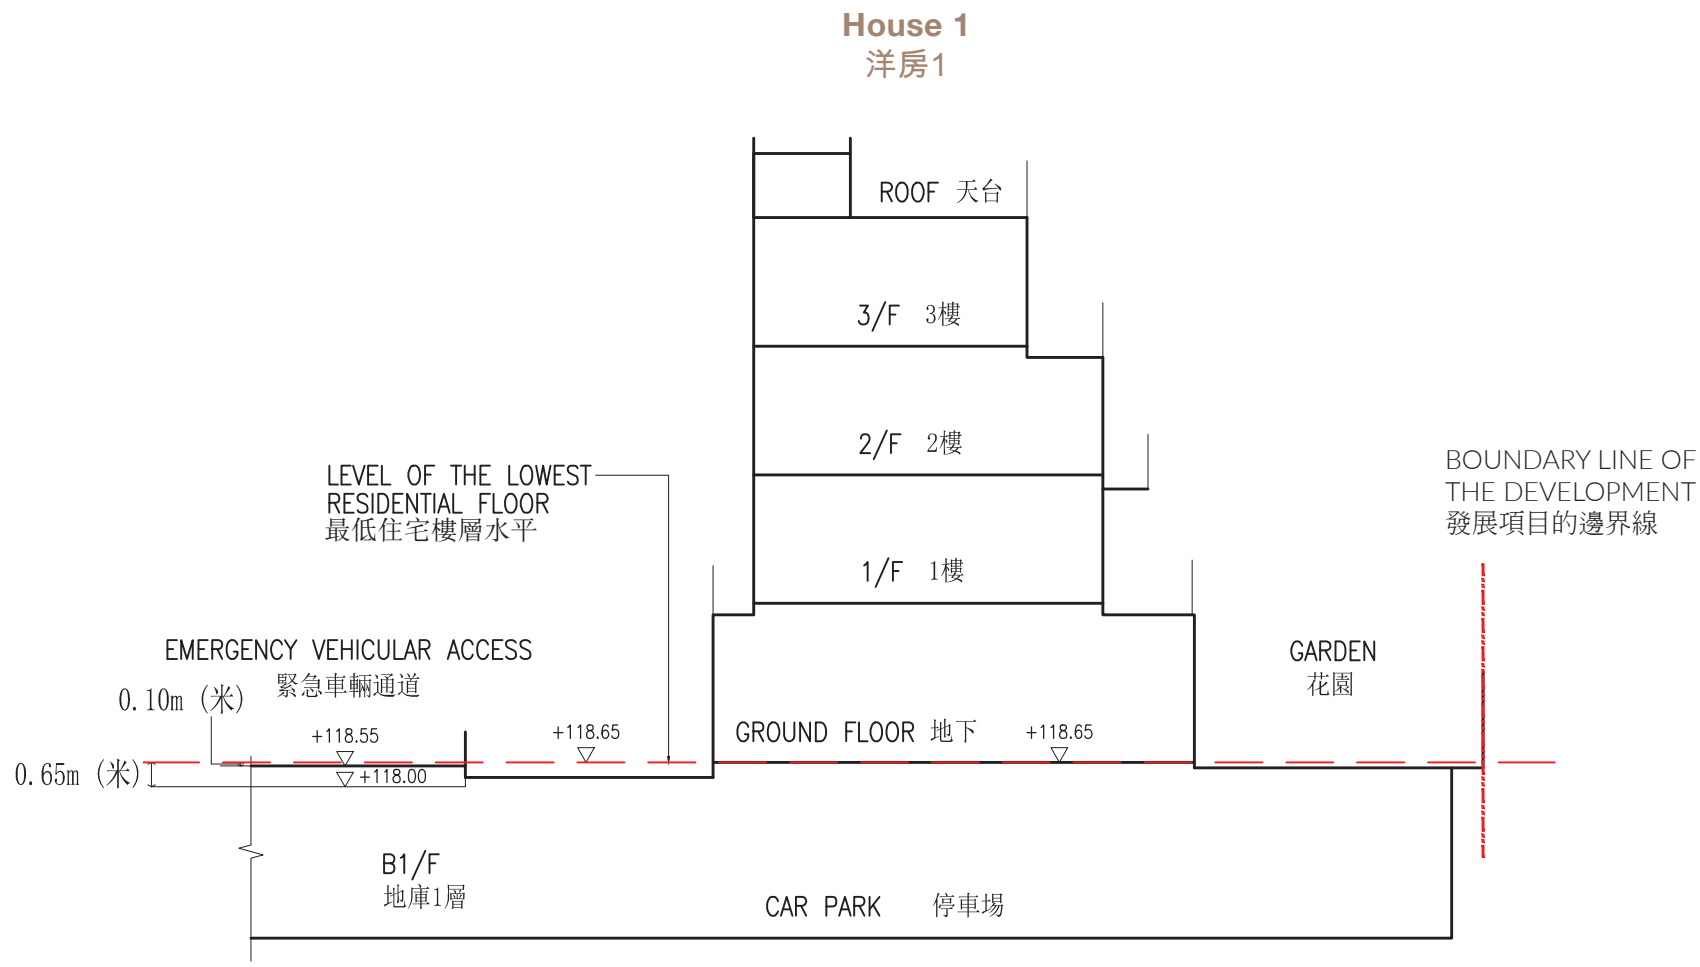 House 1
洋房1
ROOF 天台
3/F 3樓
2/F 2樓
LEVEL OF THE LOWEST
RESIDENTIAL FLOOR
最低住宅樓層水平
BOUNDARY LINE OF
THE DEVELOPMENT
發展項目的邊界線
1/F 1樓
EMERGENCY VEHICULAR ACCESS
緊急車輛通道
GARDEN
花園
0.10m (米)
+118.55
+118.65
GROUND FLOOR 地下
+118.65
0.65m (米)
+118.00
B1/F
地庫1層
CAR PARK 停車場